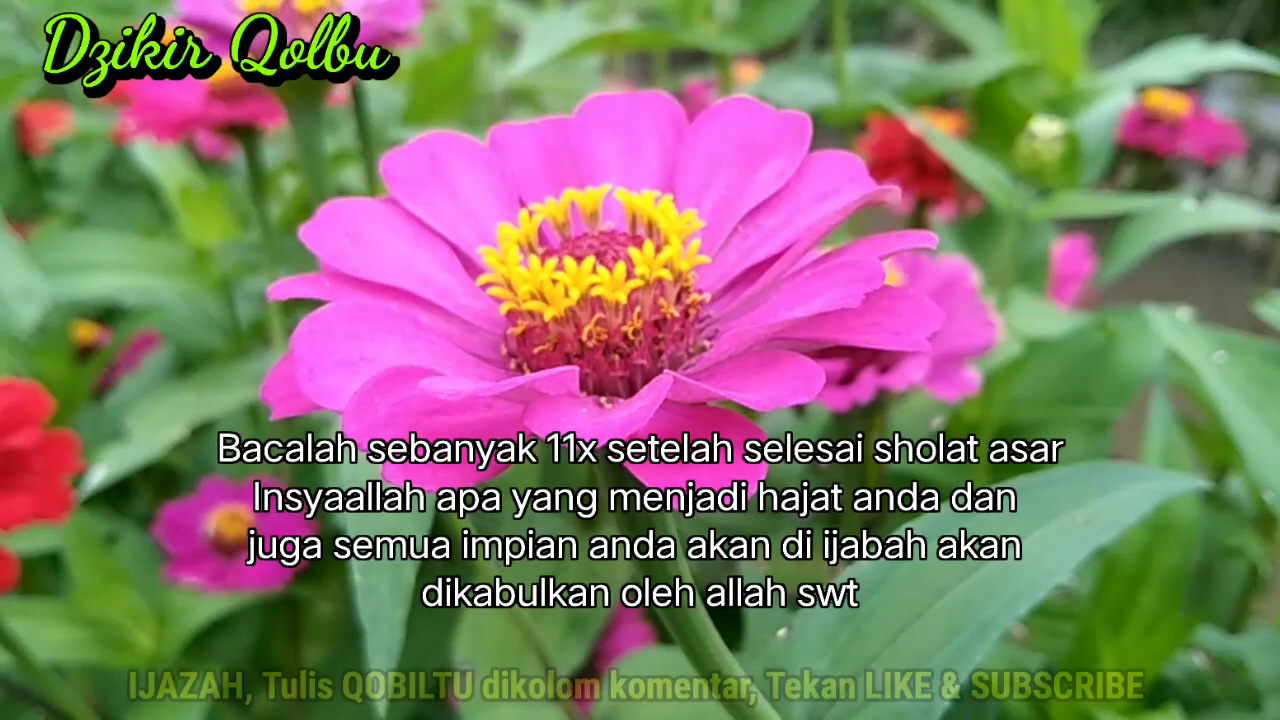 Dzikir Qolbu
Bacalah sebanyak 11x setelah selesai sholat asar
Insyaallah apa yang menjadi hajat anda dan
juga semua impian anda akan di ijabah akan
dikabulkan oleh allah swt
IJAZAH, Tulis QOBILTU dikolom komentar, Tekan LIKE & SUBSCRIBE